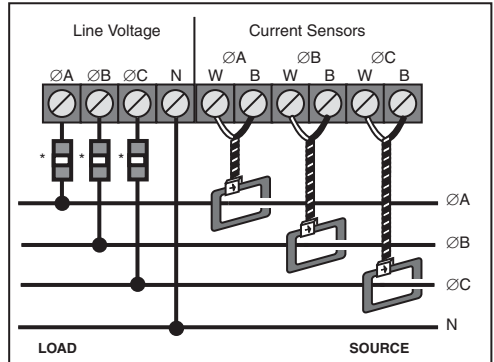 Line Voltage Current Sensors
ØA ØB ØC
ØA ØB ØC N W B W B W B
* * *
ØA
ØB
ØC
N
LOAD SOURCE